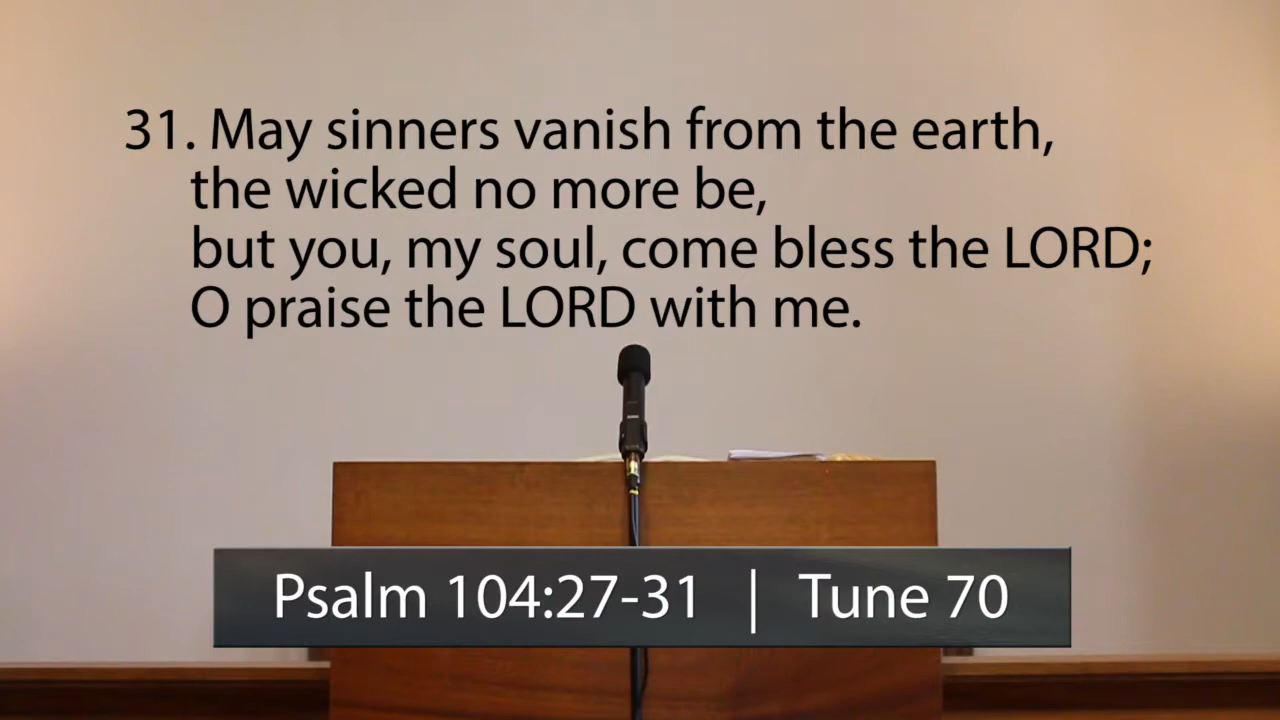 31. May sinners vanish from the earth,
the wicked no more be,
but you, my soul, come bless the LORD;
O praise the LORD with me.
Psalm 104:27-31 | Tune 70